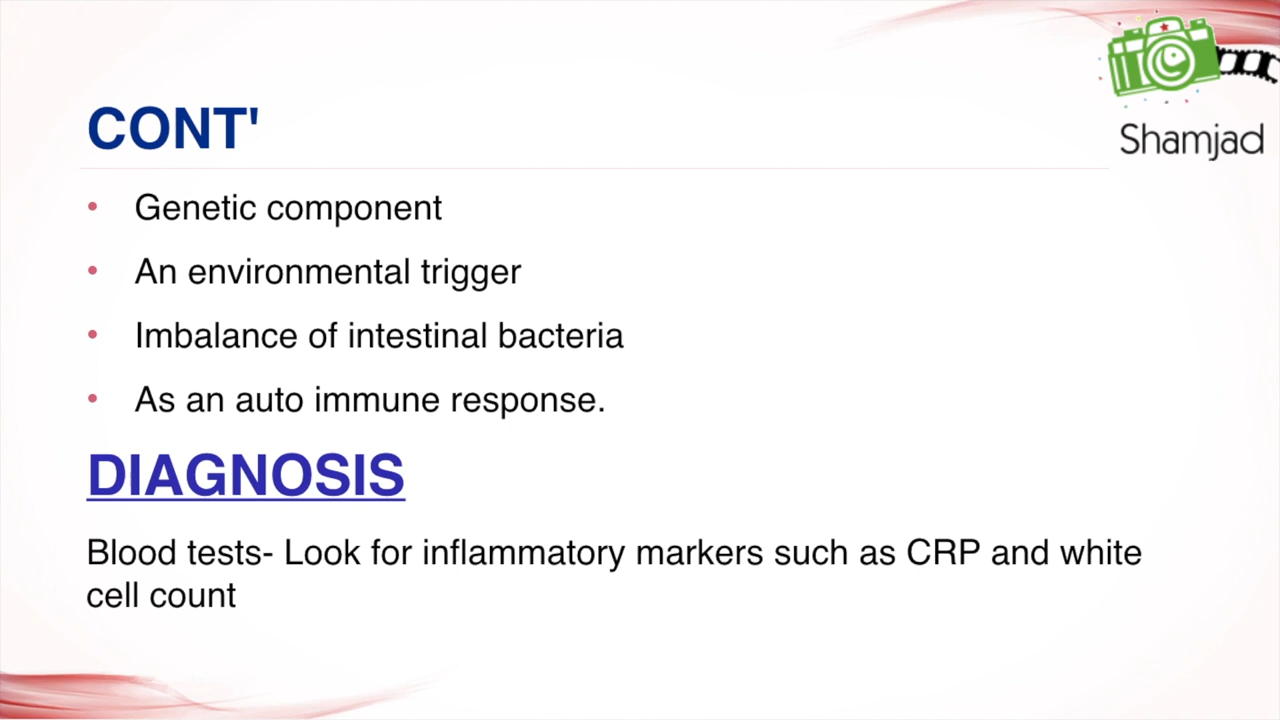 Shamjad
CONT'
• Genetic component
• An environmental trigger
• Imbalance of intestinal bacteria
• As an auto immune response.
DIAGNOSIS
Blood tests- Look for inflammatory markers such as CRP and white
cell count